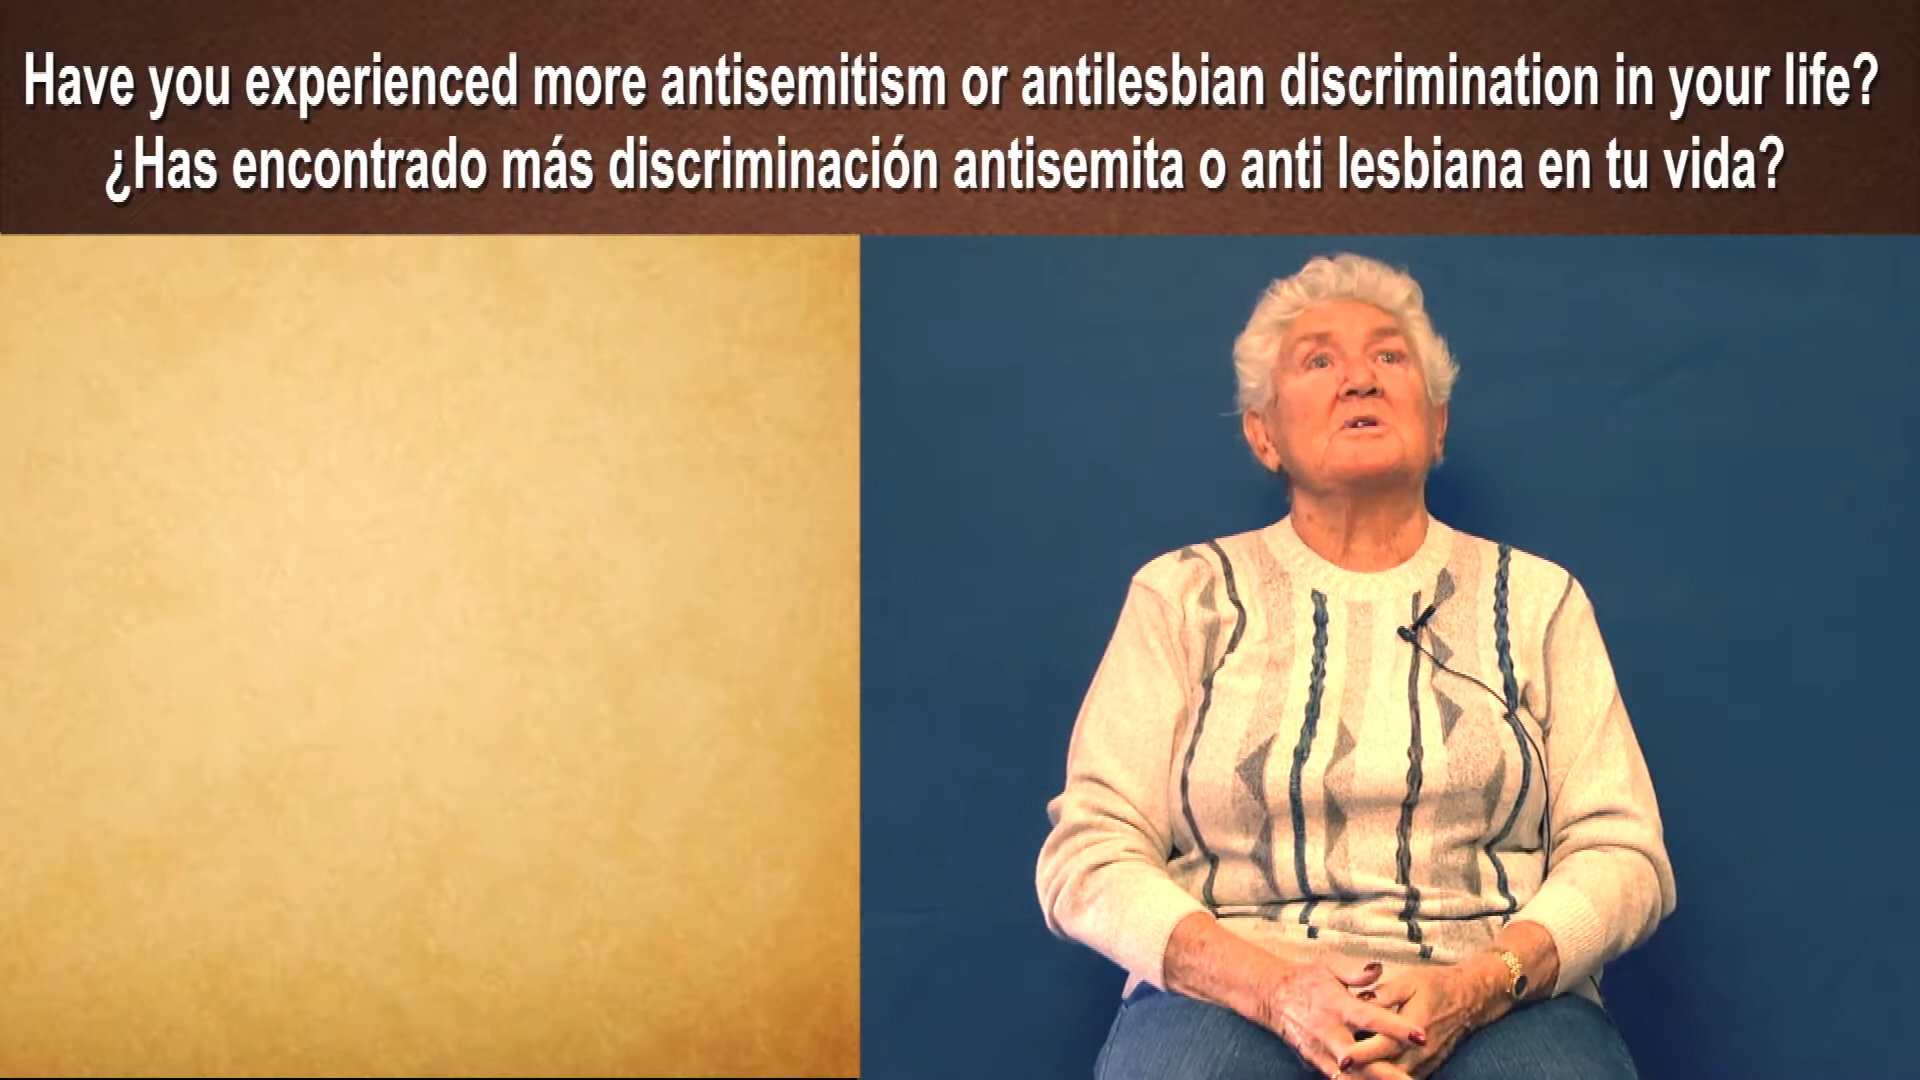 Have you experienced more antisemitism or antilesbian discrimination in your life?
¿Has encontrado más discriminación antisemita o anti lesbiana en tu vida?